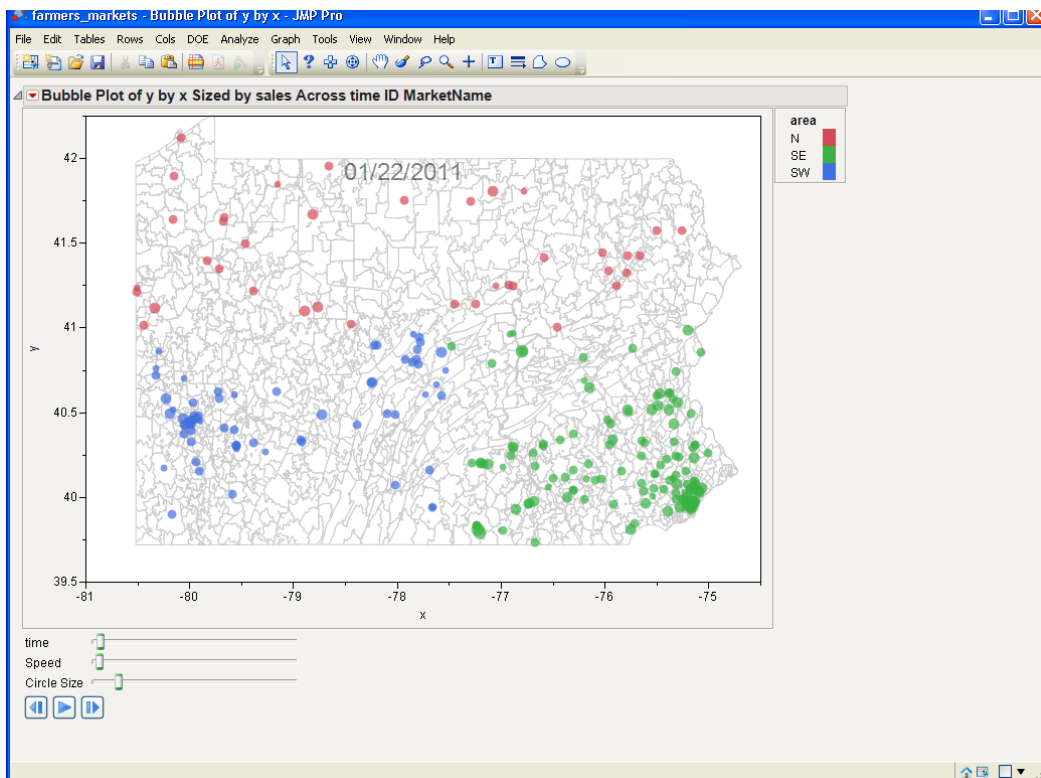 farmers_markets - Bubble Plot of y by x - JMP Pro
File Edit Tables Rows Cols DOE Analyze Graph Tools View Window Help
Bubble Plot of y by x Sized by sales Across time ID MarketName
area
N
SE
SW
01/22/2011
42
41.5
41
y
40.5
40
39.5
-81 -80 -79 -78 -77 -76 -75
x
time
Speed
Circle Size